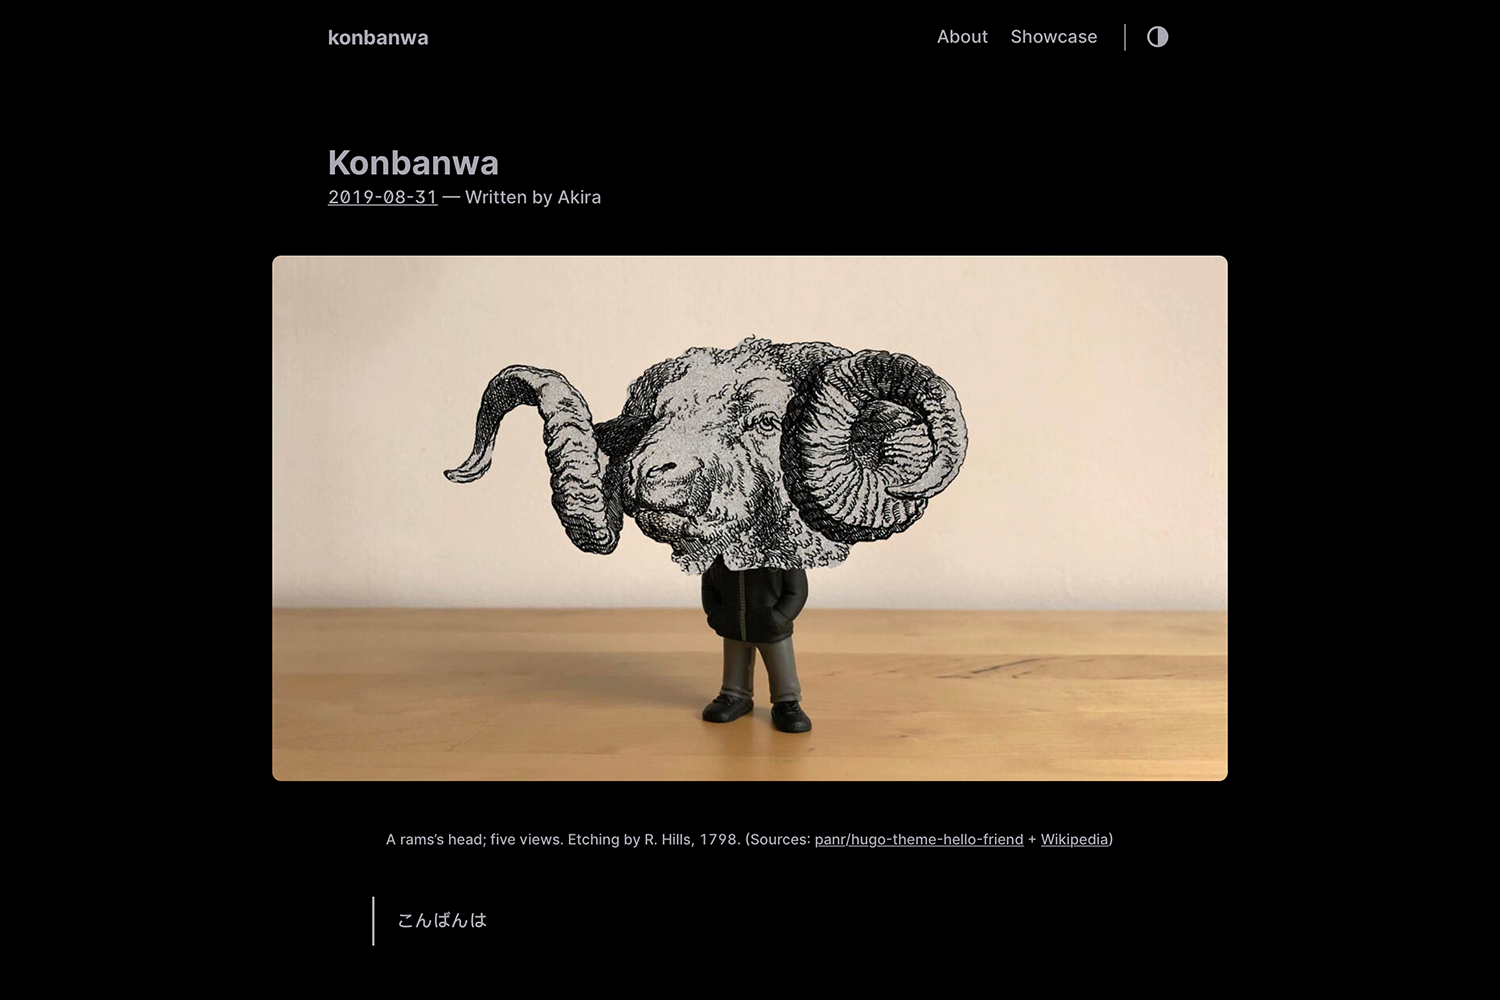 konbanwa
About Showcase
Konbanwa
2019-08-31 — Written by Akira
A rams’s head; five views. Etching by R. Hills, 1798. (Sources: panr/hugo-theme-hello-friend + Wikipedia)
こんばんは